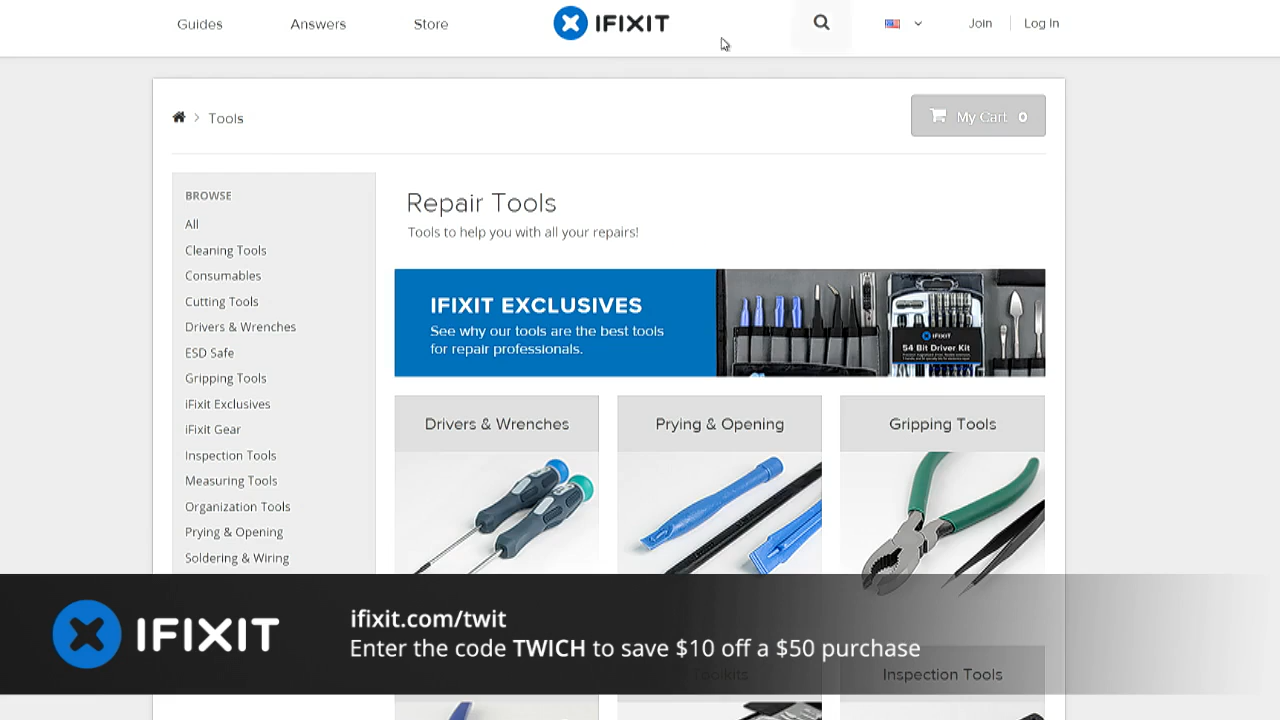 Guides
Answers
Store
IFIXIT
Join
Log In
Tools
My Cart 0
BROWSE
All
Cleaning Tools
Consumables
Cutting Tools
Drivers & Wrenches
ESD Safe
Gripping Tools
iFixit Exclusives
iFixit Gear
Inspection Tools
Measuring Tools
Organization Tools
Prying & Opening
Soldering & Wiring
Repair Tools
Tools to help you with all your repairs!
IFIXIT EXCLUSIVES
See why our tools are the best tools
for repair professionals.
IFIXIT
54 Bit Driver Kit
Drivers & Wrenches
Prying & Opening
Gripping Tools
Toolkits
Inspection Tools
IFIXIT
ifixit.com/twit
Enter the code TWICH to save $10 off a $50 purchase